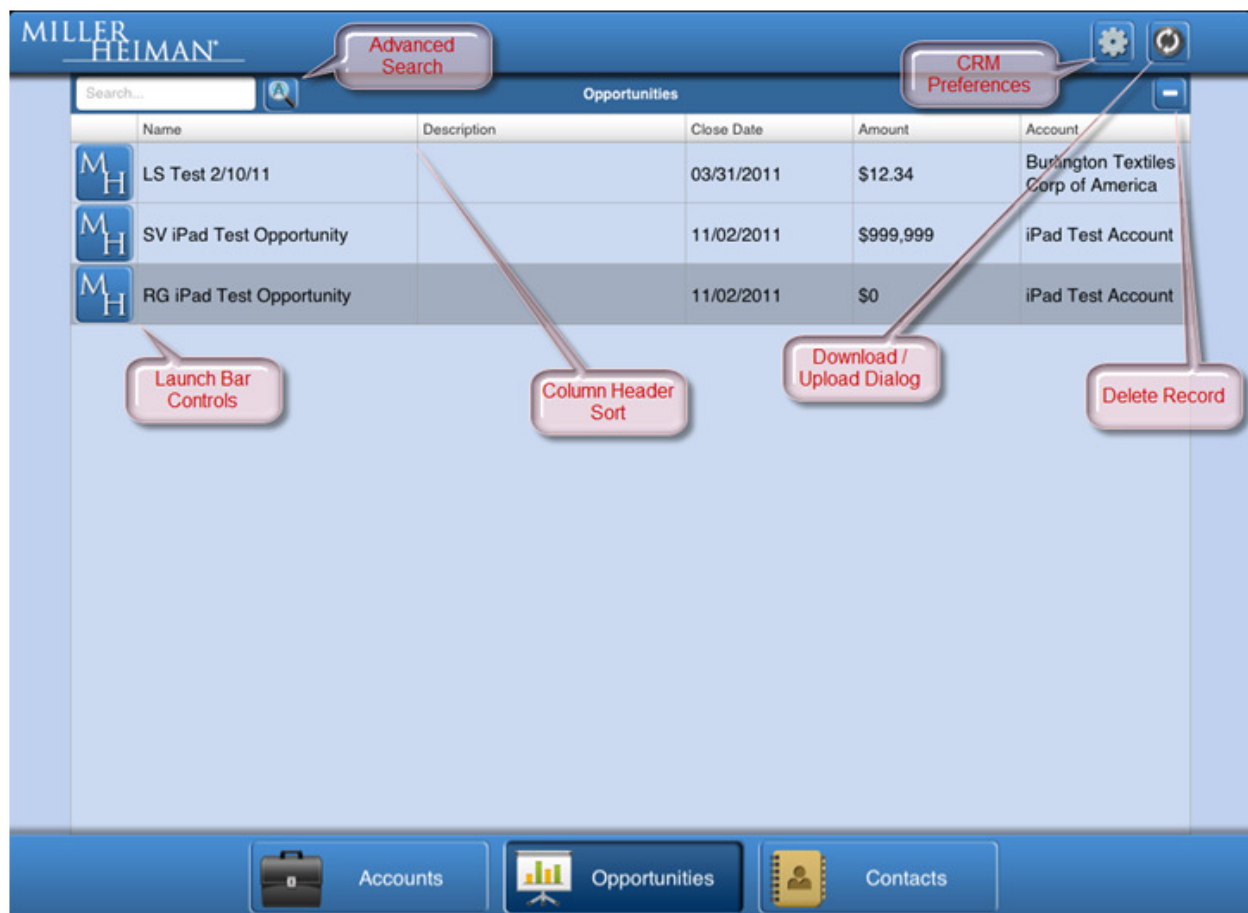 MILLER
HEIMAN®
Advanced
Search
CRM
Preferences
Search...
A
Opportunities
Name Description Close Date Amount Account
MH LS Test 2/10/11 03/31/2011 $12.34 Burlington Textiles
Corp of America
MH SV iPad Test Opportunity 11/02/2011 $999,999 iPad Test Account
MH RG iPad Test Opportunity 11/02/2011 $0 iPad Test Account
Launch Bar
Controls
Column Header
Sort
Download /
Upload Dialog
Delete Record
Accounts Opportunities Contacts